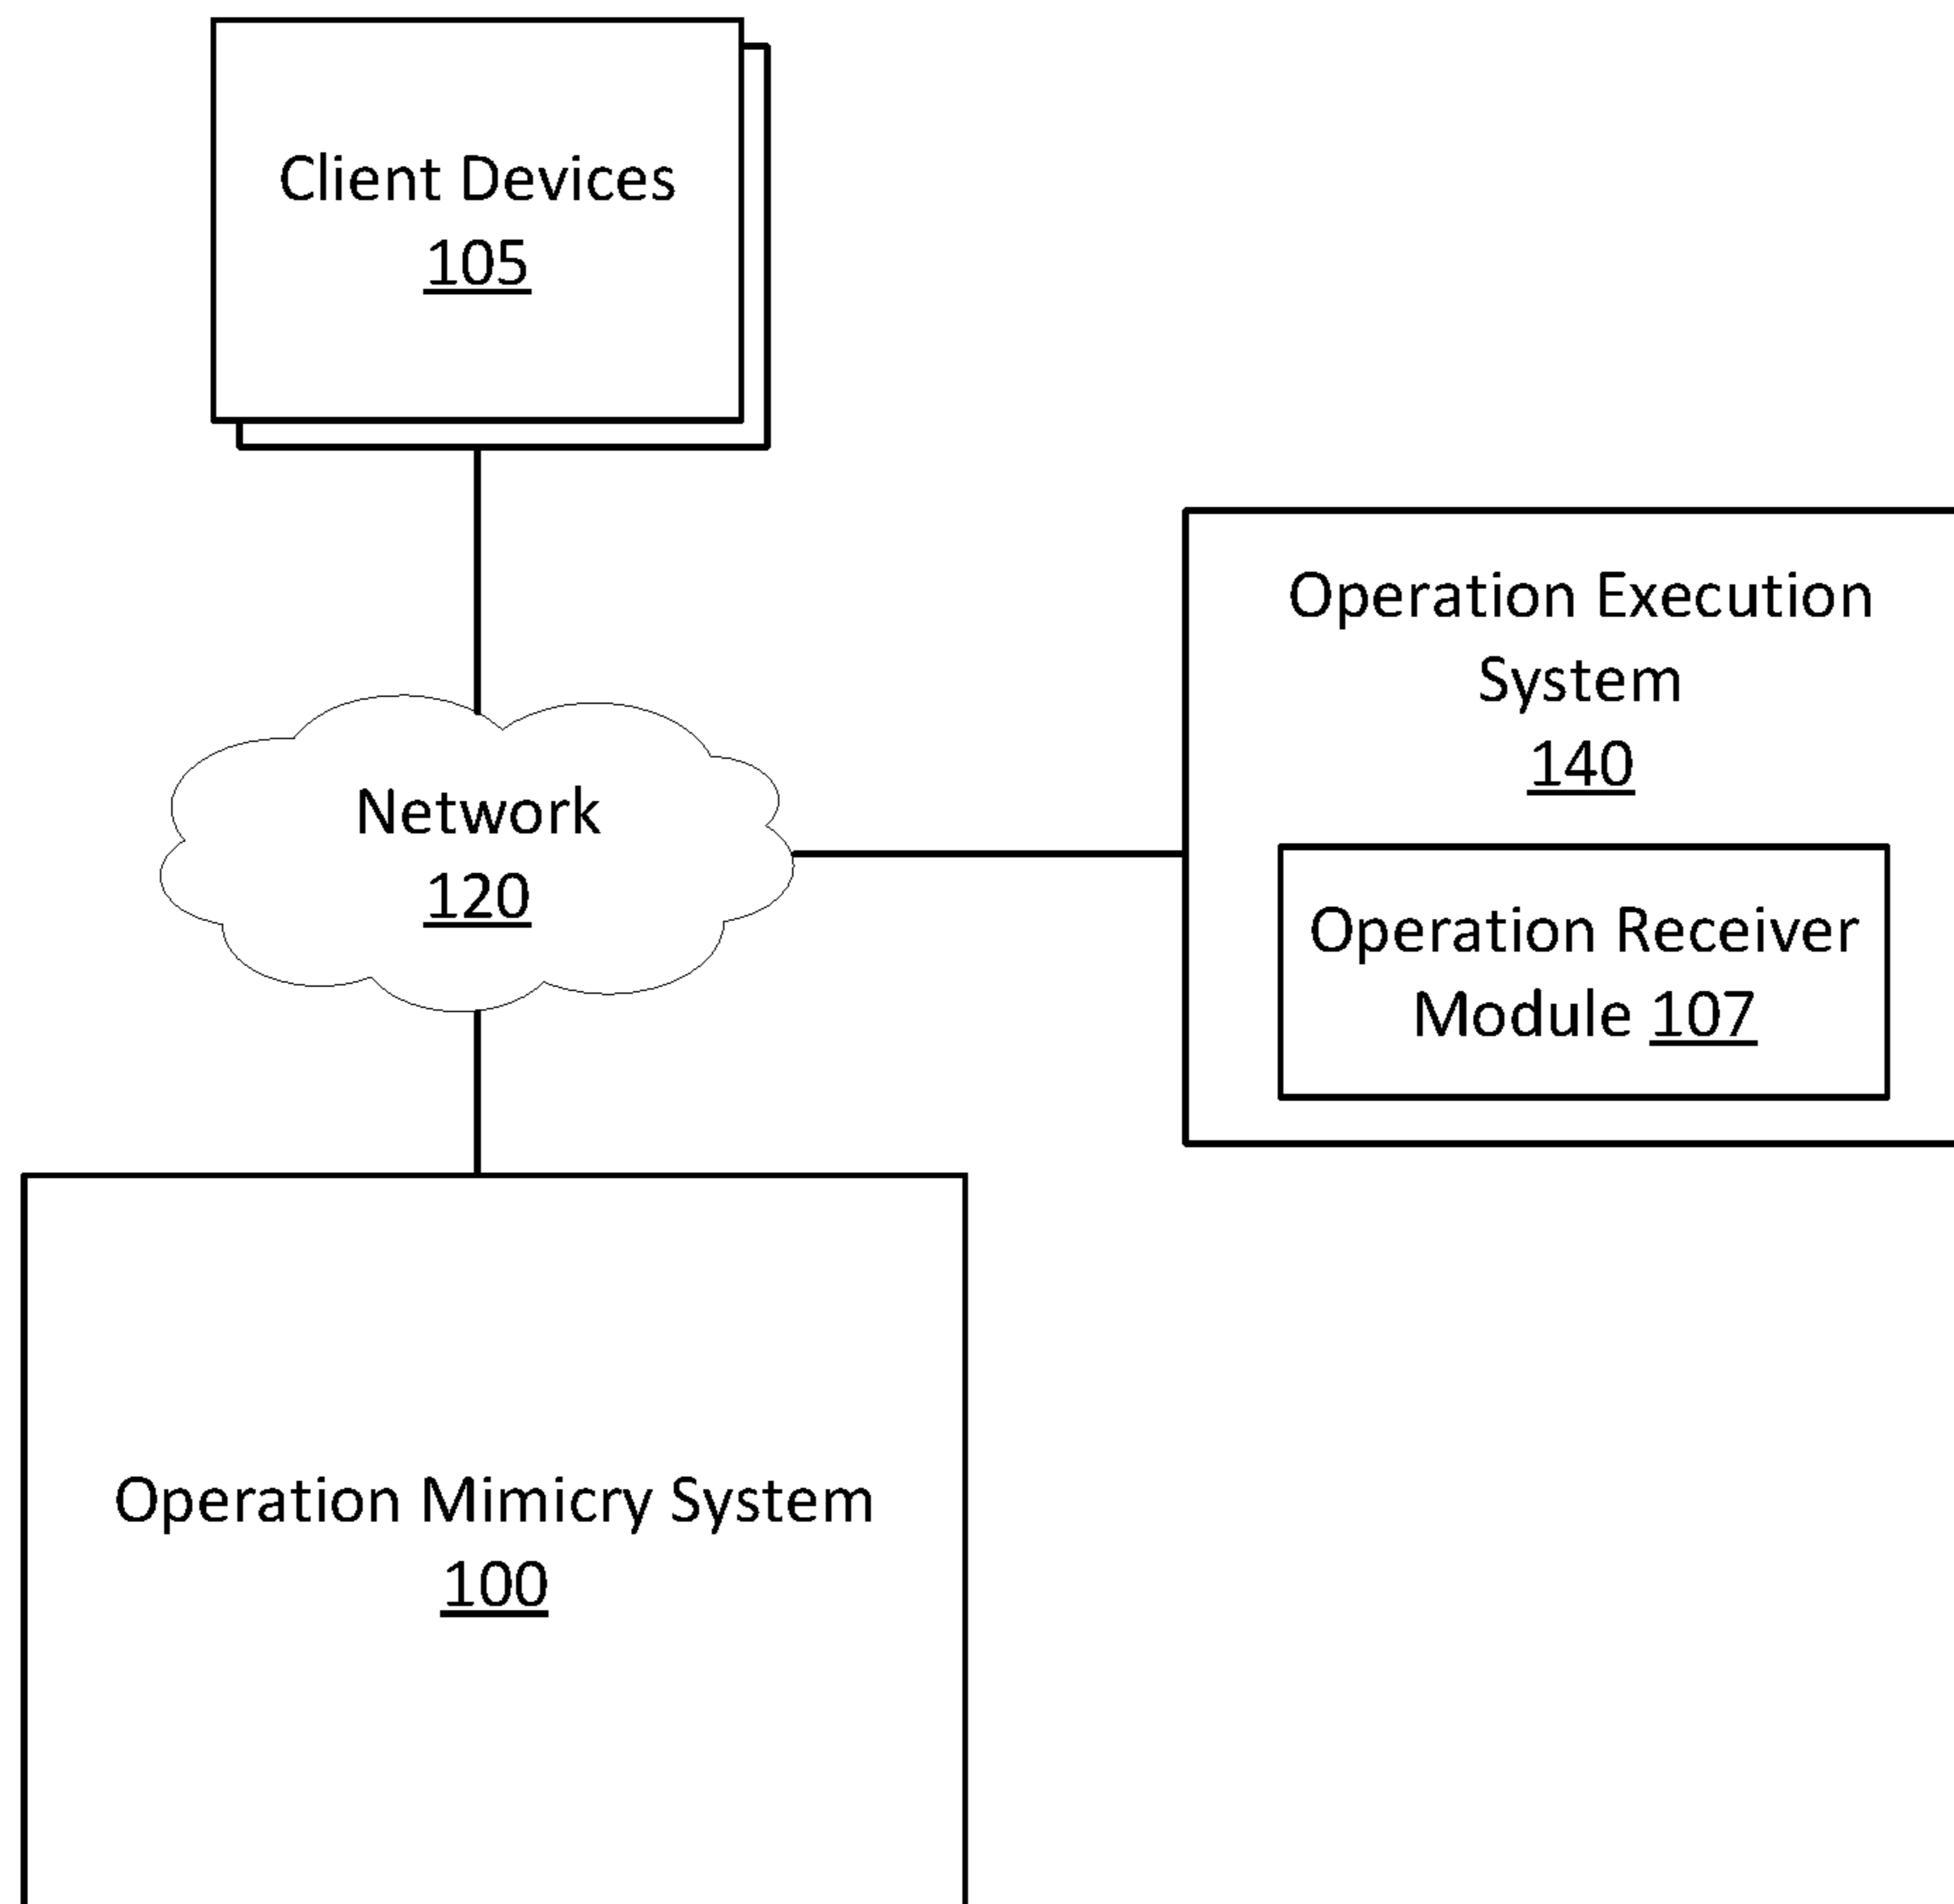 Client Devices
105
Operation Execution
System
140
Network
120
Operation Receiver
Module 107
Operation Mimicry System
100